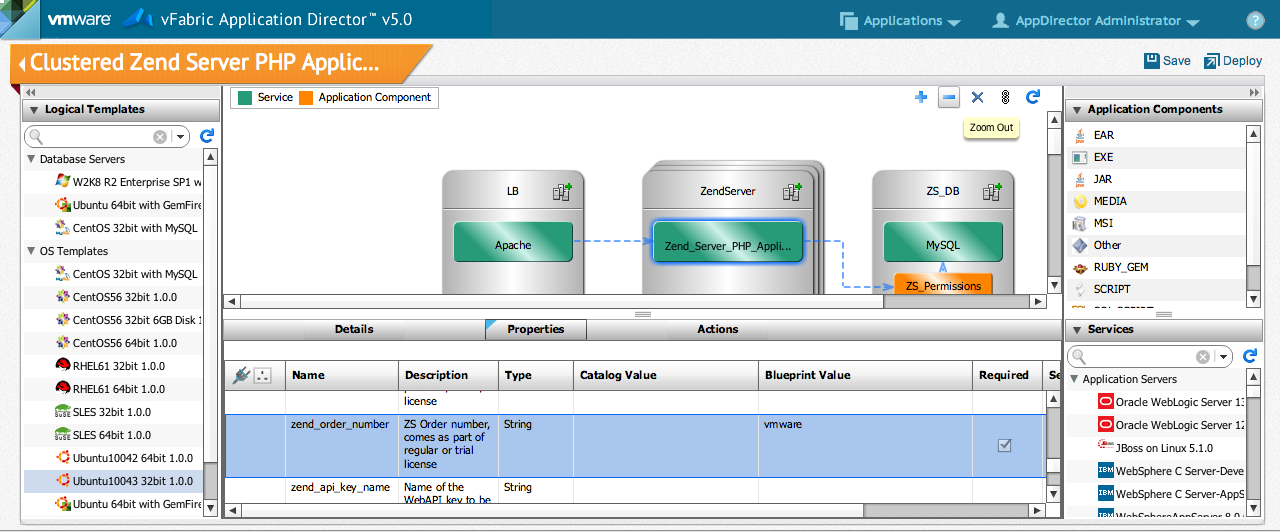 vmware vFabric Application Director™ v5.0
Applications
AppDirector Administrator
?
Clustered Zend Server PHP Applic...
Save
Deploy
Logical Templates
Database Servers
W2K8 R2 Enterprise SP1 w
Ubuntu 64bit with GemFire
CentOS 32bit with MySQL
OS Templates
CentOS 32bit with MySQL
CentOS56 32bit 1.0.0
CentOS56 32bit 6GB Disk 1
CentOS56 64bit 1.0.0
RHEL61 32bit 1.0.0
RHEL61 64bit 1.0.0
SLES 32bit 1.0.0
SLES 64bit 1.0.0
Ubuntu10042 64bit 1.0.0
Ubuntu10043 32bit 1.0.0
Ubuntu 64bit with GemFire
Service
Application Component
Zoom Out
LB
Apache
ZendServer
Zend_Server_PHP_Appli...
ZS_DB
MySQL
ZS_Permissions
Details
Properties
Actions
Name
Description
Type
Catalog Value
Blueprint Value
Required
Se
license
zend_order_number
ZS Order number,
comes as part of
regular or trial
license
String
vmware
zend_api_key_name
Name of the
WebAPI key to be
String
Application Components
EAR
EXE
JAR
MEDIA
MSI
Other
RUBY_GEM
SCRIPT
Services
Application Servers
Oracle WebLogic Server 13
Oracle WebLogic Server 12
JBoss on Linux 5.1.0
WebSphere C Server-Deve
WebSphere C Server-AppS
WebSphereAppServer 8.0